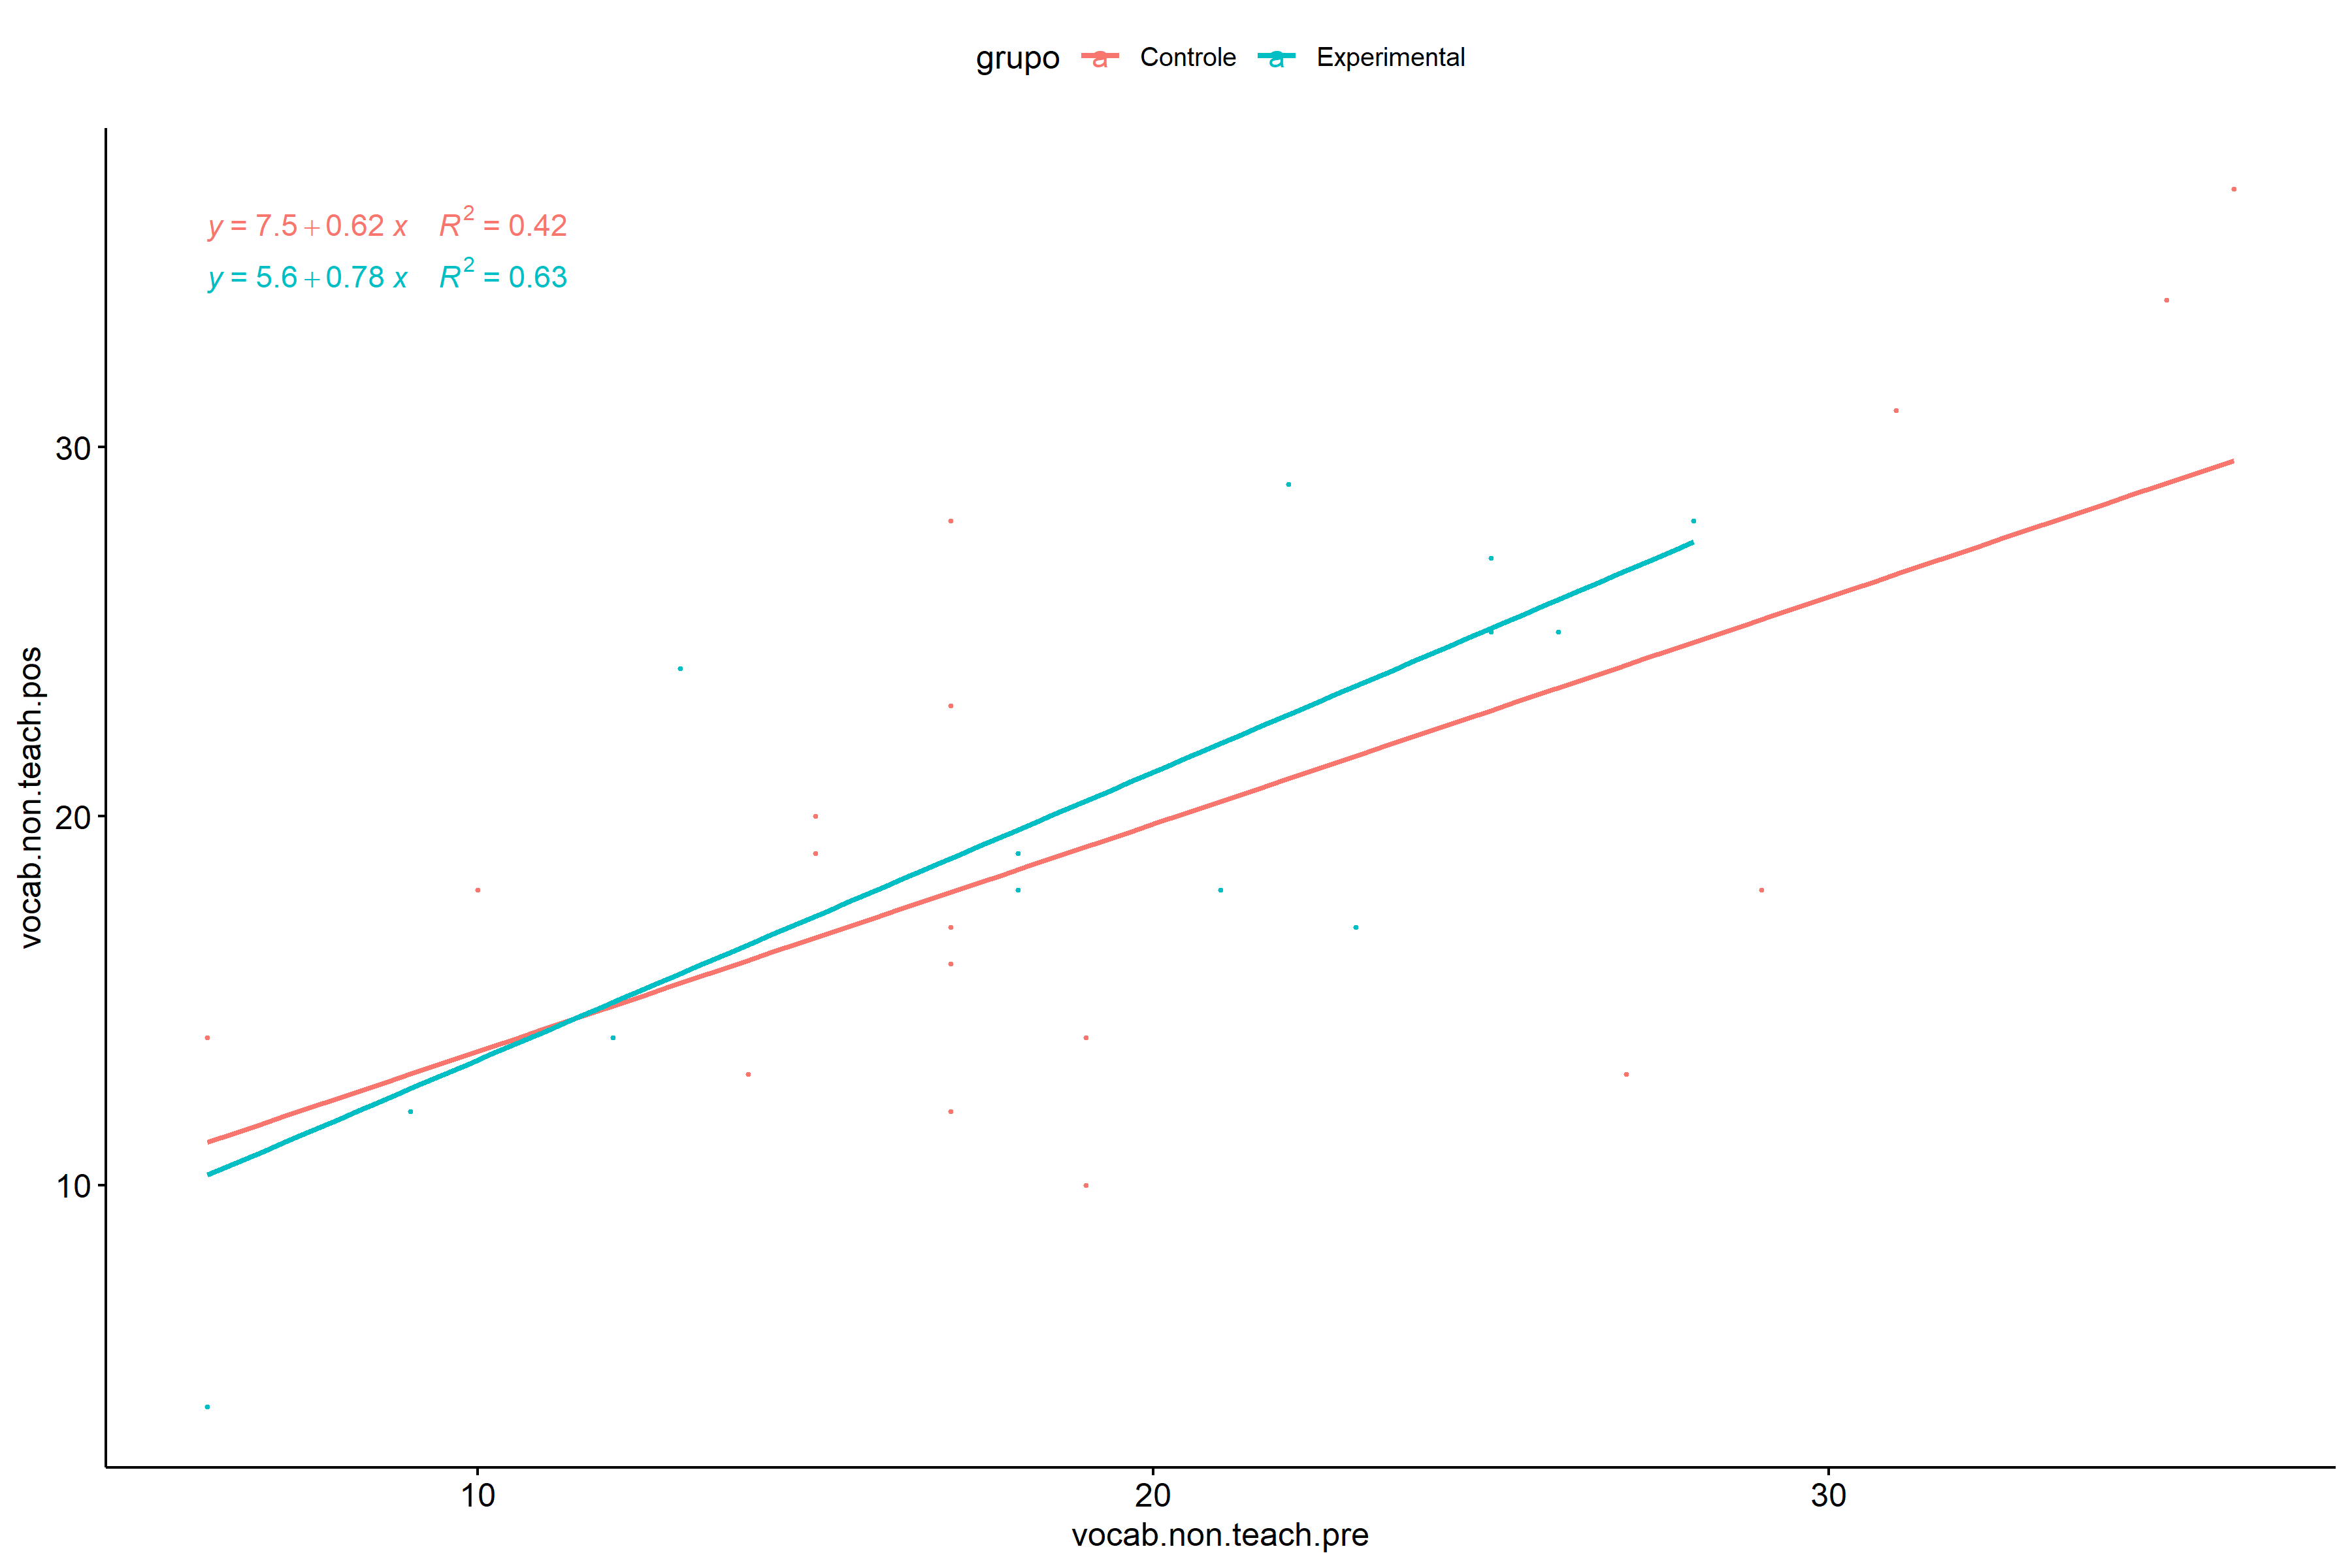 grupo a Controle a Experimental
y = 7.5 + 0.62 x R² = 0.42
y = 5.6 + 0.78 x R² = 0.63
30
20
10
vocab.non.teach.pos
10 20 30
vocab.non.teach.pre